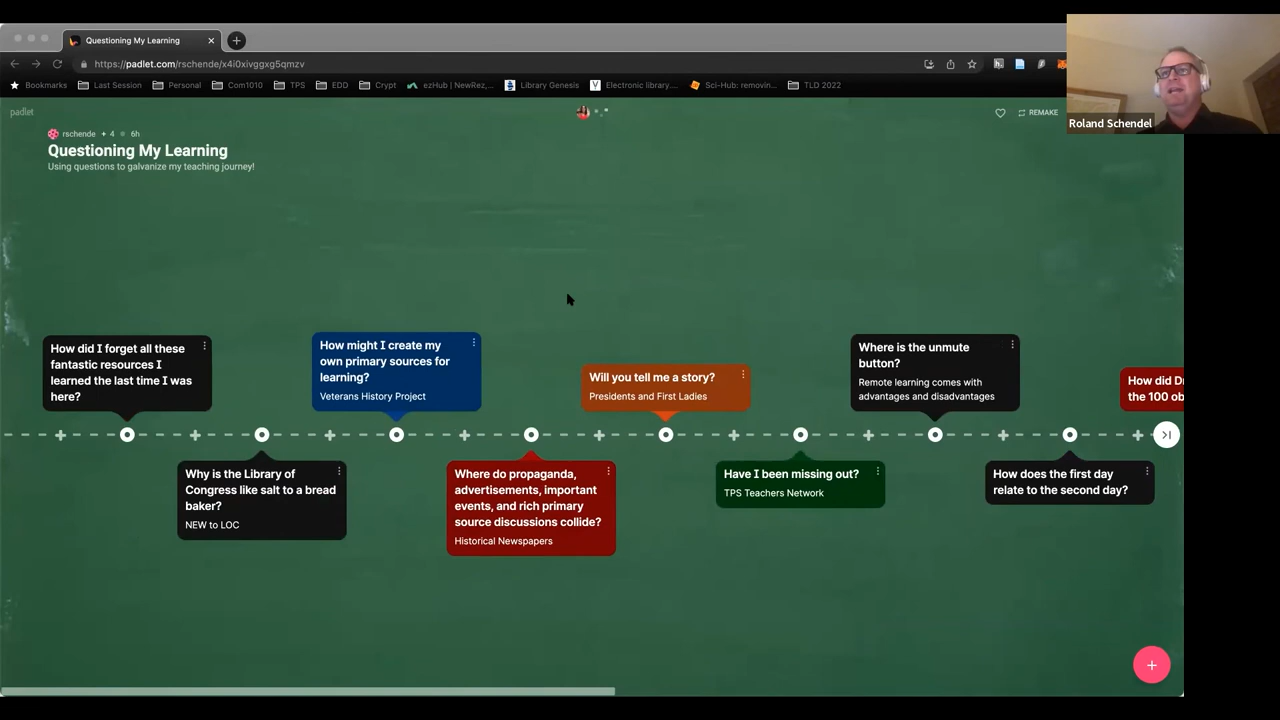 Questioning My Learning
https://padlet.com/rschende/x4i0xivggxg5qmzv
Bookmarks
Last Session
Personal
Com1010
TPS
EDD
Crypt
ezHub | NewRez,...
Library Genesis
Electronic library....
Sci-Hub: removin...
TLD 2022
Roland Schendel
padlet
REMAKE
rschende + 4 6h
Questioning My Learning
Using questions to galvanize my teaching journey!
How did I forget all these
fantastic resources I
learned the last time I was
here?
Why is the Library of
Congress like salt to a bread
baker?
NEW to LOC
How might I create my
own primary sources for
learning?
Veterans History Project
Where do propaganda,
advertisements, important
events, and rich primary
source discussions collide?
Historical Newspapers
Will you tell me a story?
Presidents and First Ladies
Have I been missing out?
TPS Teachers Network
Where is the unmute
button?
Remote learning comes with
advantages and disadvantages
How does the first day
relate to the second day?
How did D
the 100 ob